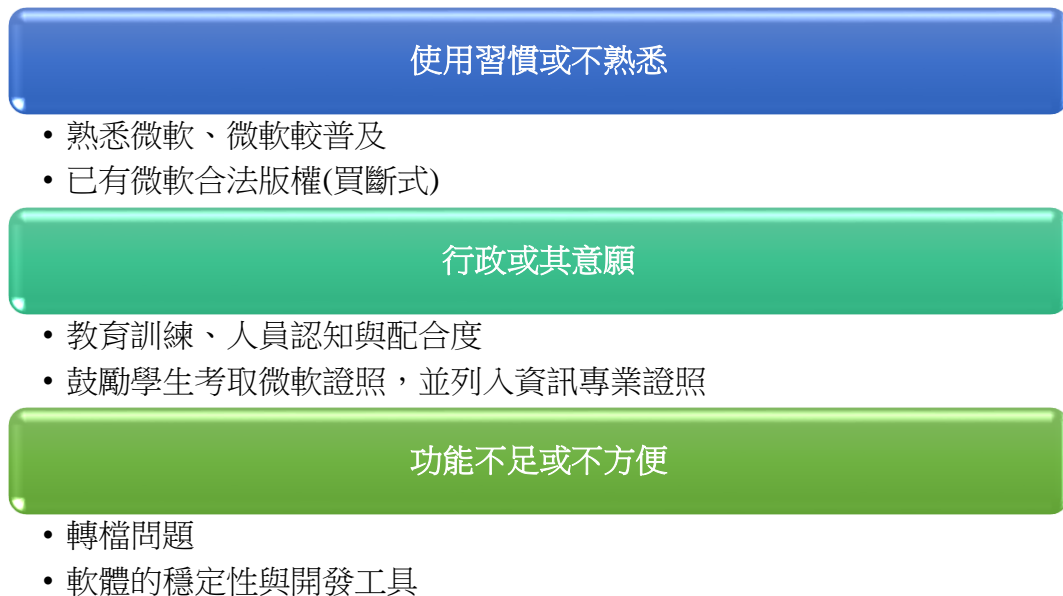 使用習慣或不熟悉
• 熟悉微軟、微軟較普及
• 已有微軟合法版權(買斷式)
行政或其意願
• 教育訓練、人員認知與配合度
• 鼓勵學生考取微軟證照，並列入資訊專業證照
功能不足或不方便
• 轉檔問題
• 軟體的穩定性與開發工具